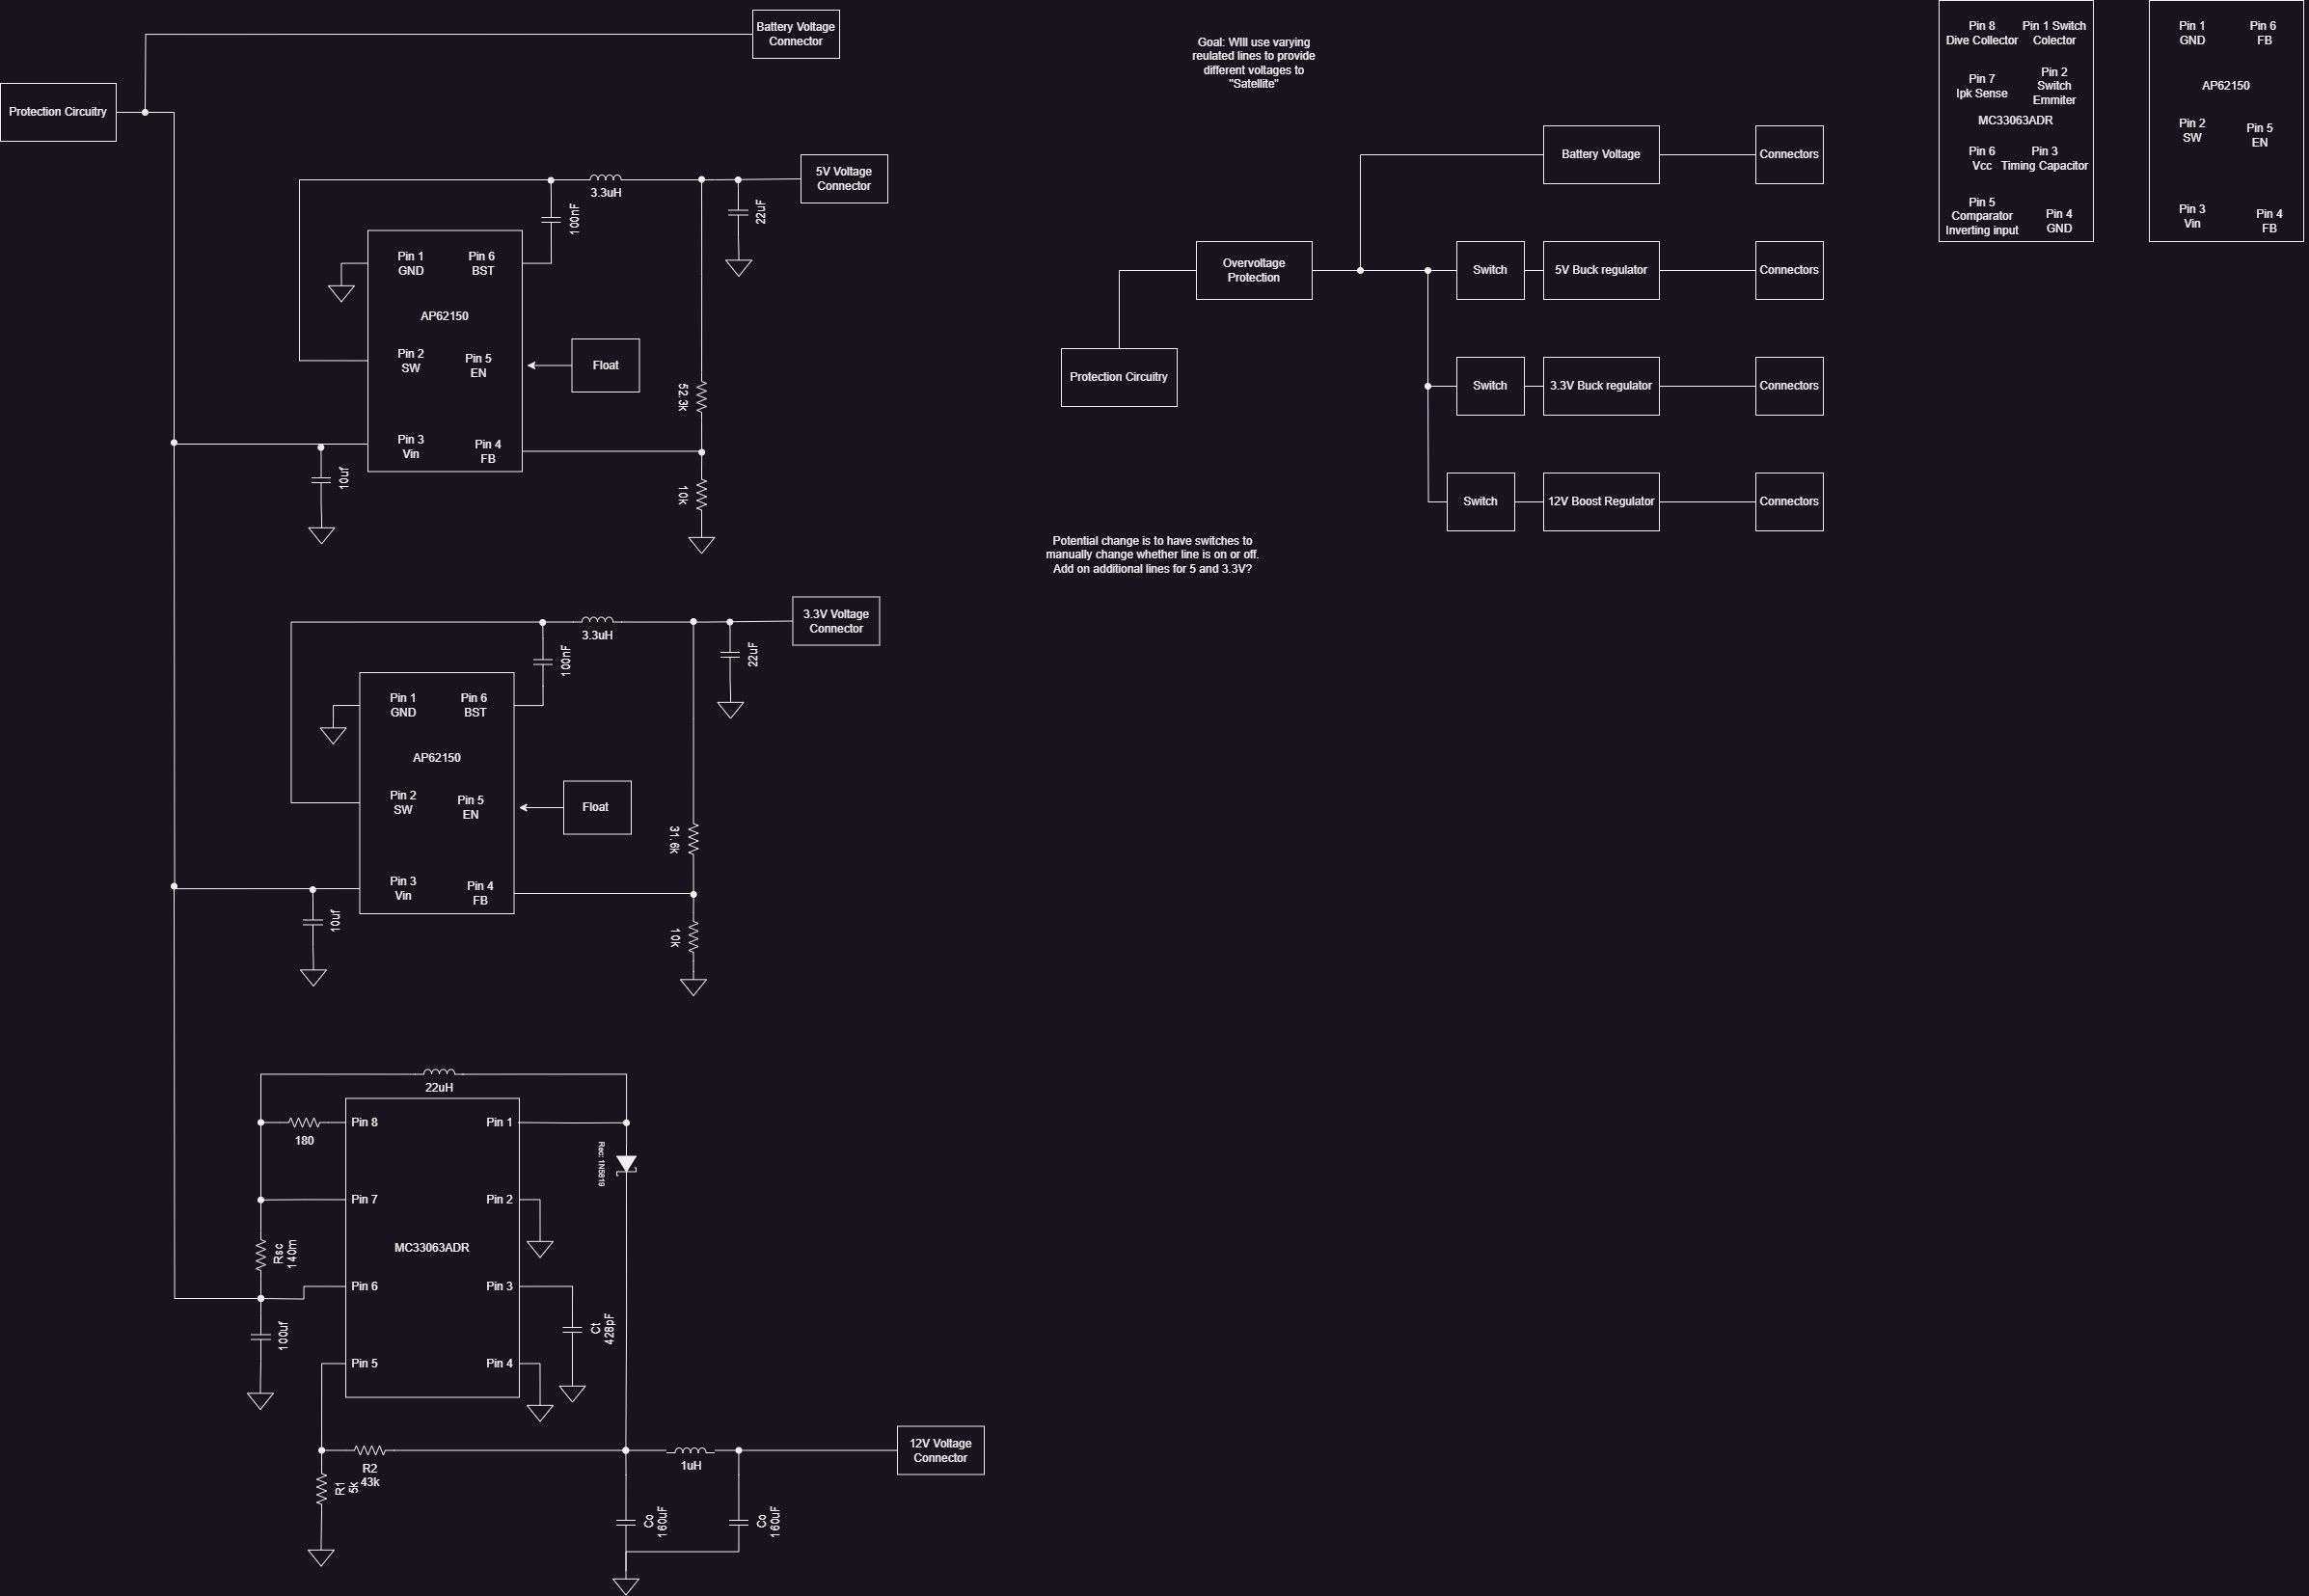 Battery Voltage
Connector
Protection Circuitry
5V Voltage
Connector
3.3uH
100nF
22uF
Pin 1
GND
Pin 6
BST
AP62150
Pin 2
SW
Pin 5
EN
Float
52.3k
Pin 3
Vin
Pin 4
FB
10uf
10k
3.3V Voltage
Connector
3.3uH
100nF
22uF
Pin 1
GND
Pin 6
BST
AP62150
Pin 2
SW
Pin 5
EN
Float
31.6k
Pin 3
Vin
Pin 4
FB
10uf
10k
22uH
Pin 8
Pin 1
180
Rec: 1N5819
Pin 7
Pin 2
MC33063ADR
Rsc
140m
Pin 6
Pin 3
100uf
Ct
428pF
Pin 5
Pin 4
12V Voltage
Connector
R2
43k
R1
5k
1uH
Co
160uF
Co
160uF
Goal: WIll use varying
reulated lines to provide
different voltages to
"Satellite"
Battery Voltage
Connectors
Overvoltage
Protection
Switch
5V Buck regulator
Connectors
Protection Circuitry
Switch
3.3V Buck regulator
Connectors
Switch
12V Boost Regulator
Connectors
Potential change is to have switches to
manually change whether line is on or off.
Add on additional lines for 5 and 3.3V?
Pin 8
Dive Collector
Pin 1 Switch
Colector
Pin 7
Ipk Sense
Pin 2
Switch
Emmiter
MC33063ADR
Pin 6
Vcc
Pin 3
Timing Capacitor
Pin 5
Comparator
Inverting input
Pin 4
GND
Pin 1
GND
Pin 6
FB
AP62150
Pin 2
SW
Pin 5
EN
Pin 3
Vin
Pin 4
FB